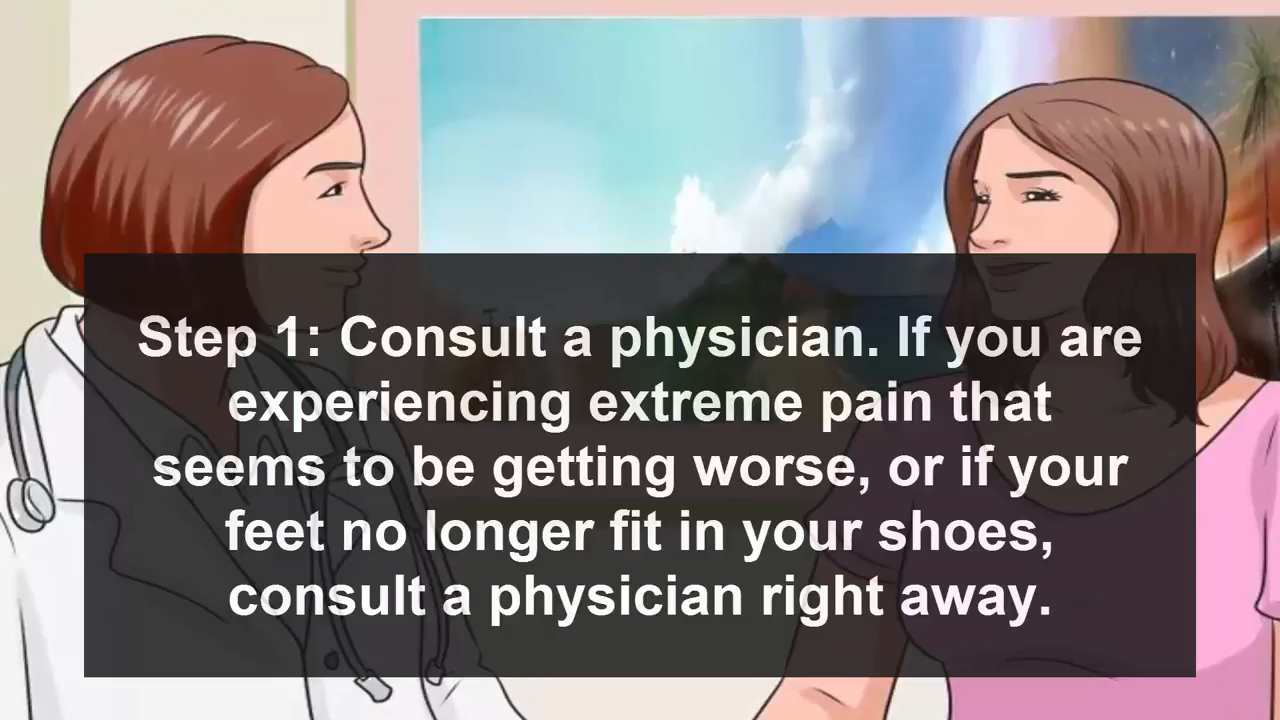 Step 1: Consult a physician. If you are
experiencing extreme pain that
seems to be getting worse, or if your
feet no longer fit in your shoes,
consult a physician right away.